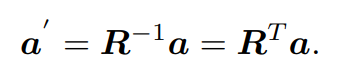 a′ = R⁻¹a = Rᵀa.